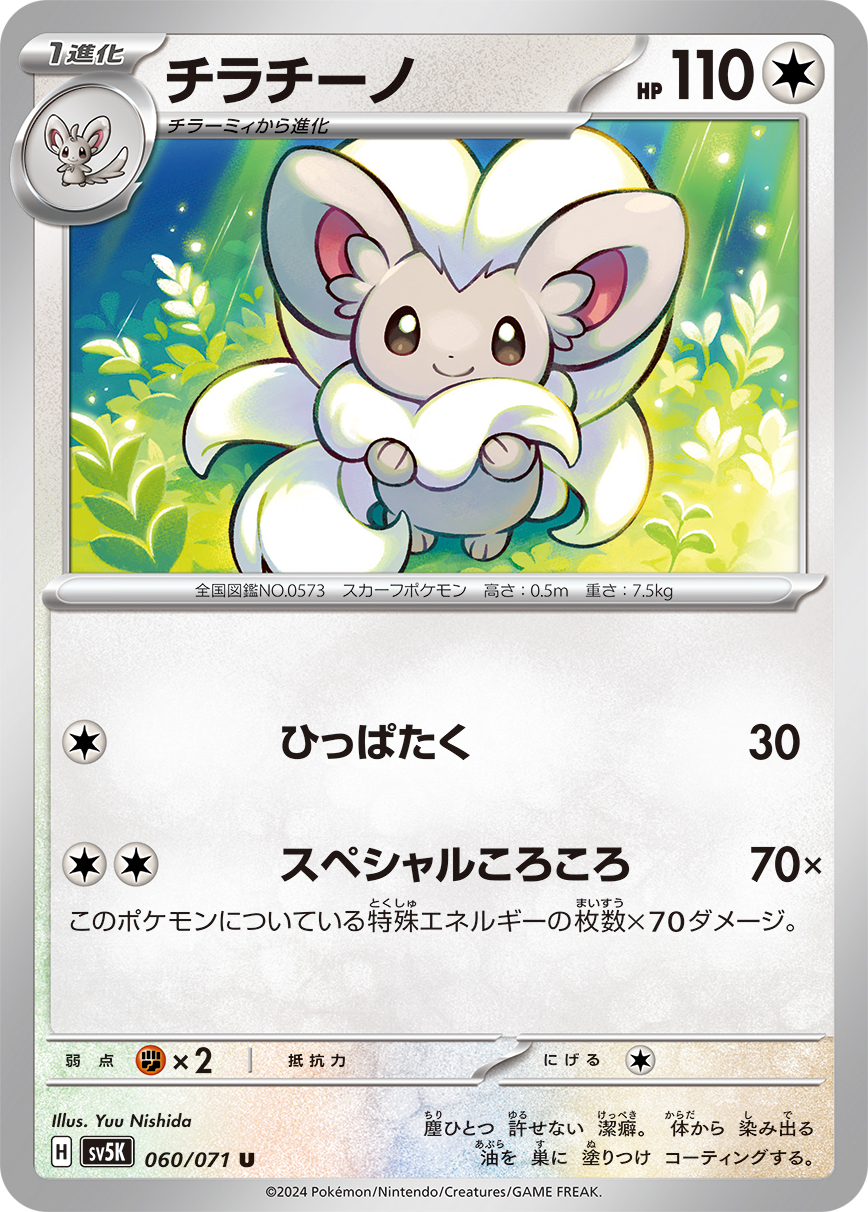 1進化
チラチーノ
HP 110
チラーミィから進化
全国図鑑NO.0573 スカーフポケモン 高さ:0.5m 重さ:7.5kg
ひっぱたく 30
スペシャルころころ 70×
このポケモンについている特殊エネルギーの枚数×70ダメージ。
弱点 ×2 抵抗力 にげる
Illus. Yuu Nishida
塵ひとつ 許せない 潔癖。 体から 染み出る
油を 巣に 塗りつけ コーティングする。
H sv5K 060/071 U
©2024 Pokémon/Nintendo/Creatures/GAME FREAK.